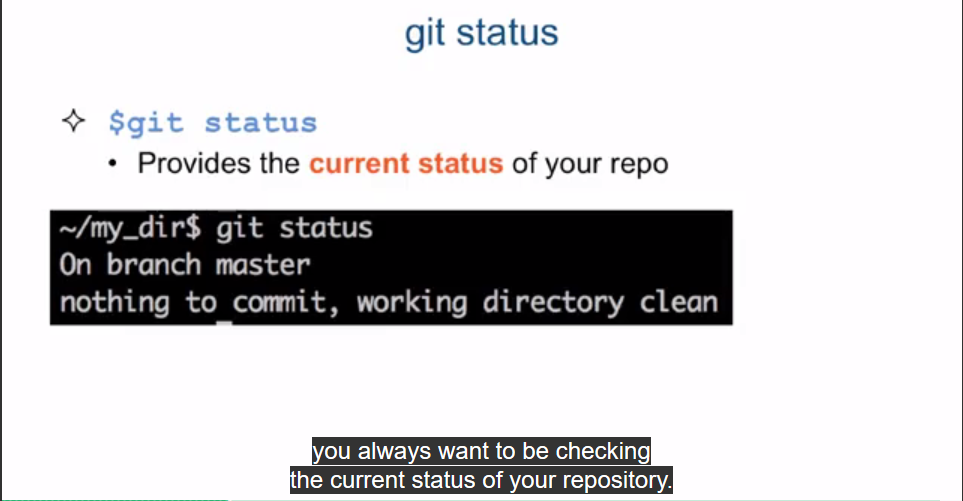 git status
✧ $git status
• Provides the current status of your repo
~/my_dir$ git status
On branch master
nothing to commit, working directory clean
you always want to be checking
the current status of your repository.